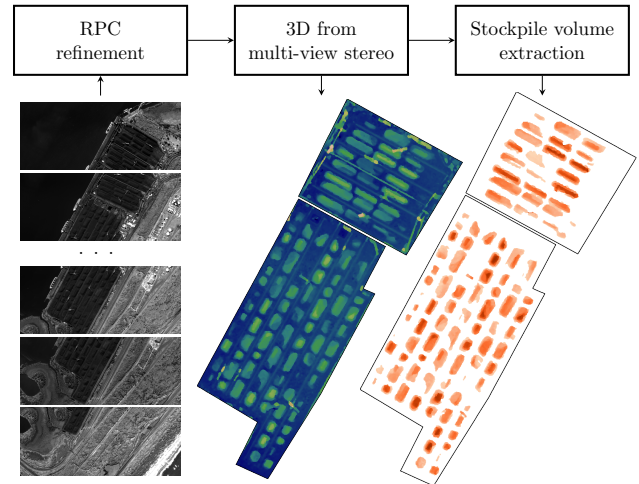 RPC
refinement
3D from
multi-view stereo
Stockpile volume
extraction
. . .